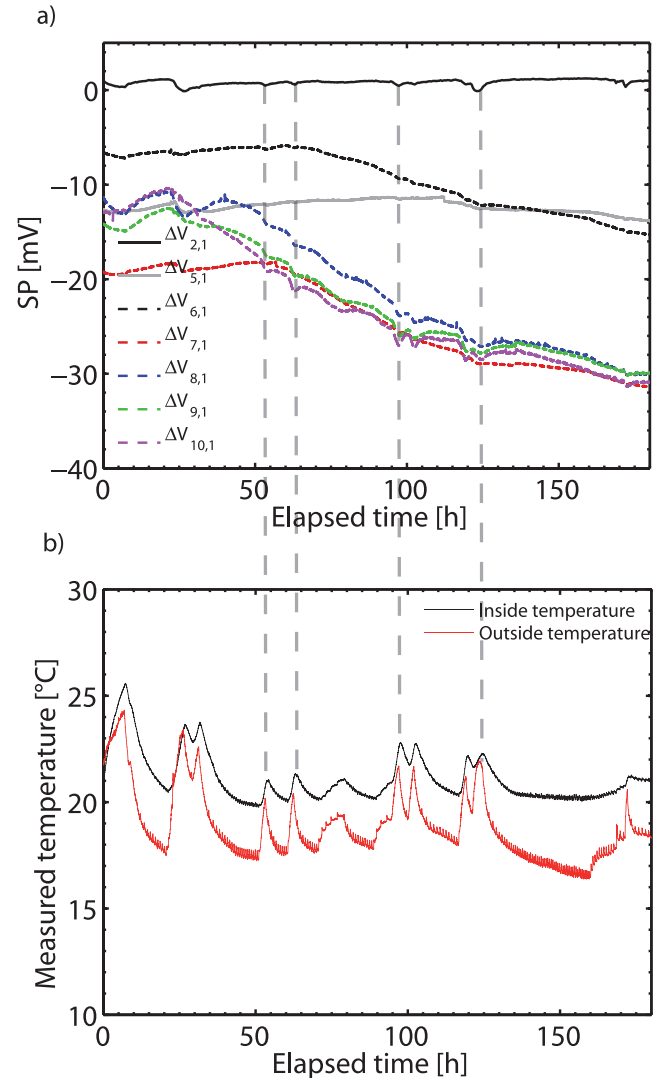 a)
SP [mV]
0
−10
−20
−30
−40
ΔV2,1
ΔV5,1
ΔV6,1
ΔV7,1
ΔV8,1
ΔV9,1
ΔV10,1
0 50 100 150
Elapsed time [h]
b)
Measured temperature [°C]
30
25
20
15
10
Inside temperature
Outside temperature
0 50 100 150
Elapsed time [h]